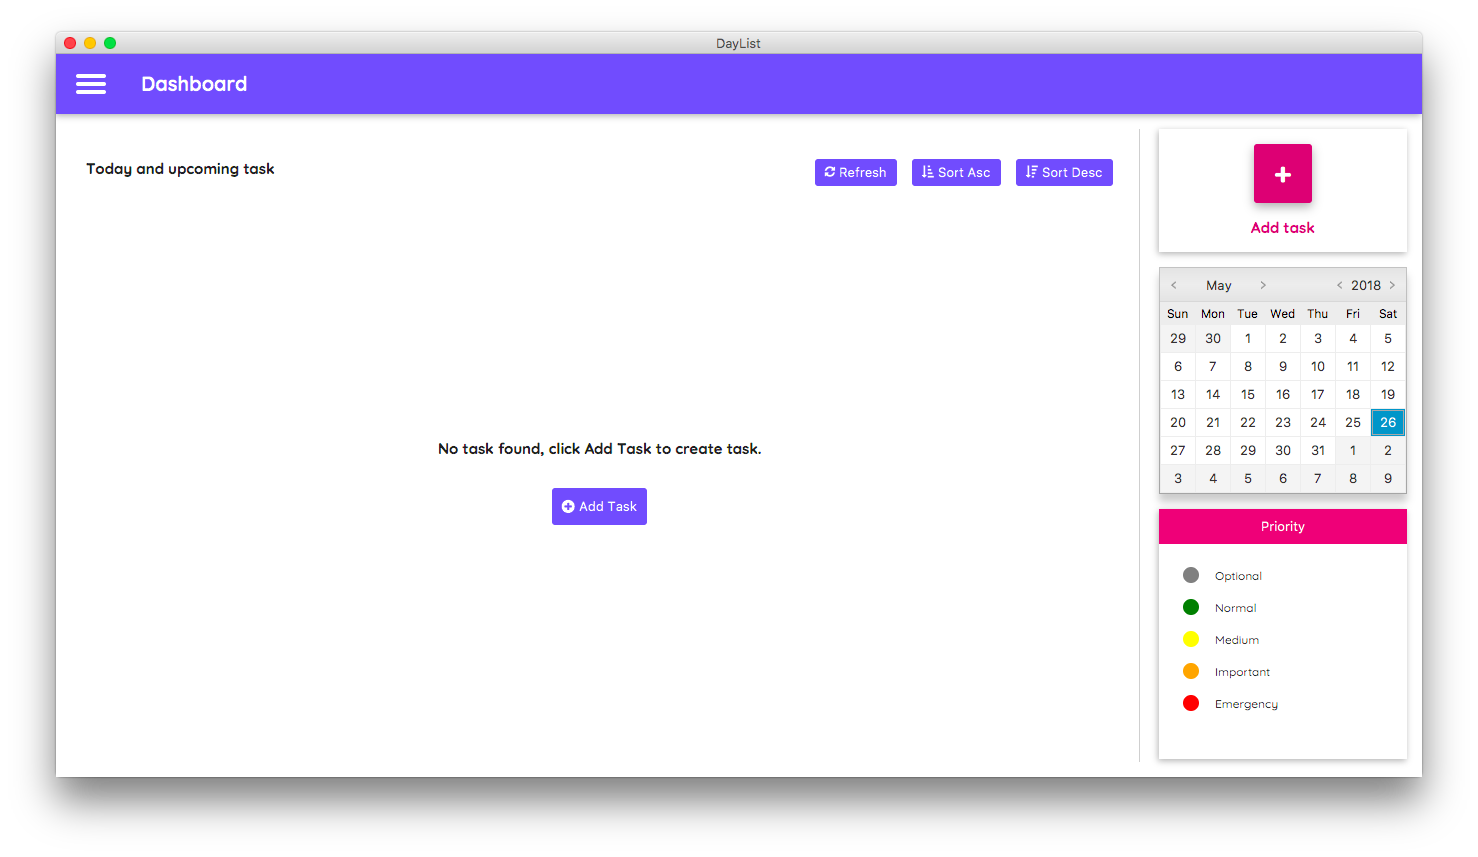 DayList
Dashboard
Today and upcoming task
Refresh
Sort Asc
Sort Desc
No task found, click Add Task to create task.
Add Task
Add task
May 2018
Sun Mon Tue Wed Thu Fri Sat
29 30 1 2 3 4 5
6 7 8 9 10 11 12
13 14 15 16 17 18 19
20 21 22 23 24 25 26
27 28 29 30 31 1 2
3 4 5 6 7 8 9
Priority
Optional
Normal
Medium
Important
Emergency